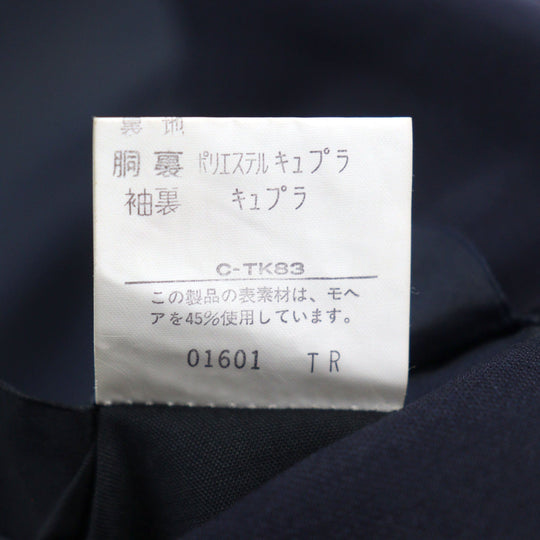 裏地
胴裏 ポリエステル キュプラ
袖裏 キュプラ
C-TK83
この製品の表素材は、モヘ
アを45%使用しています。
01601 TR